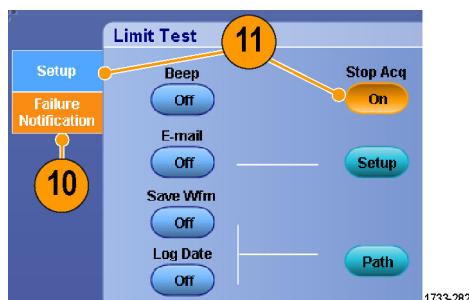 Limit Test
11
Setup
Beep
Stop Acq
Off
On
Failure
Notification
E-mail
Off
Setup
10
Save Wfm
Off
Log Date
Off
Path
1733-282